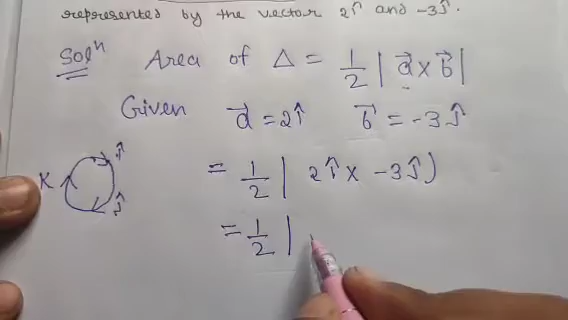 represented by the vector 2î and -3ĵ.
Solⁿ Area of Δ = 1/2 | a⃗ x b⃗ |
Given a⃗ = 2î b⃗ = -3ĵ
= 1/2 | 2î x -3ĵ)
K î ĵ
= 1/2 |